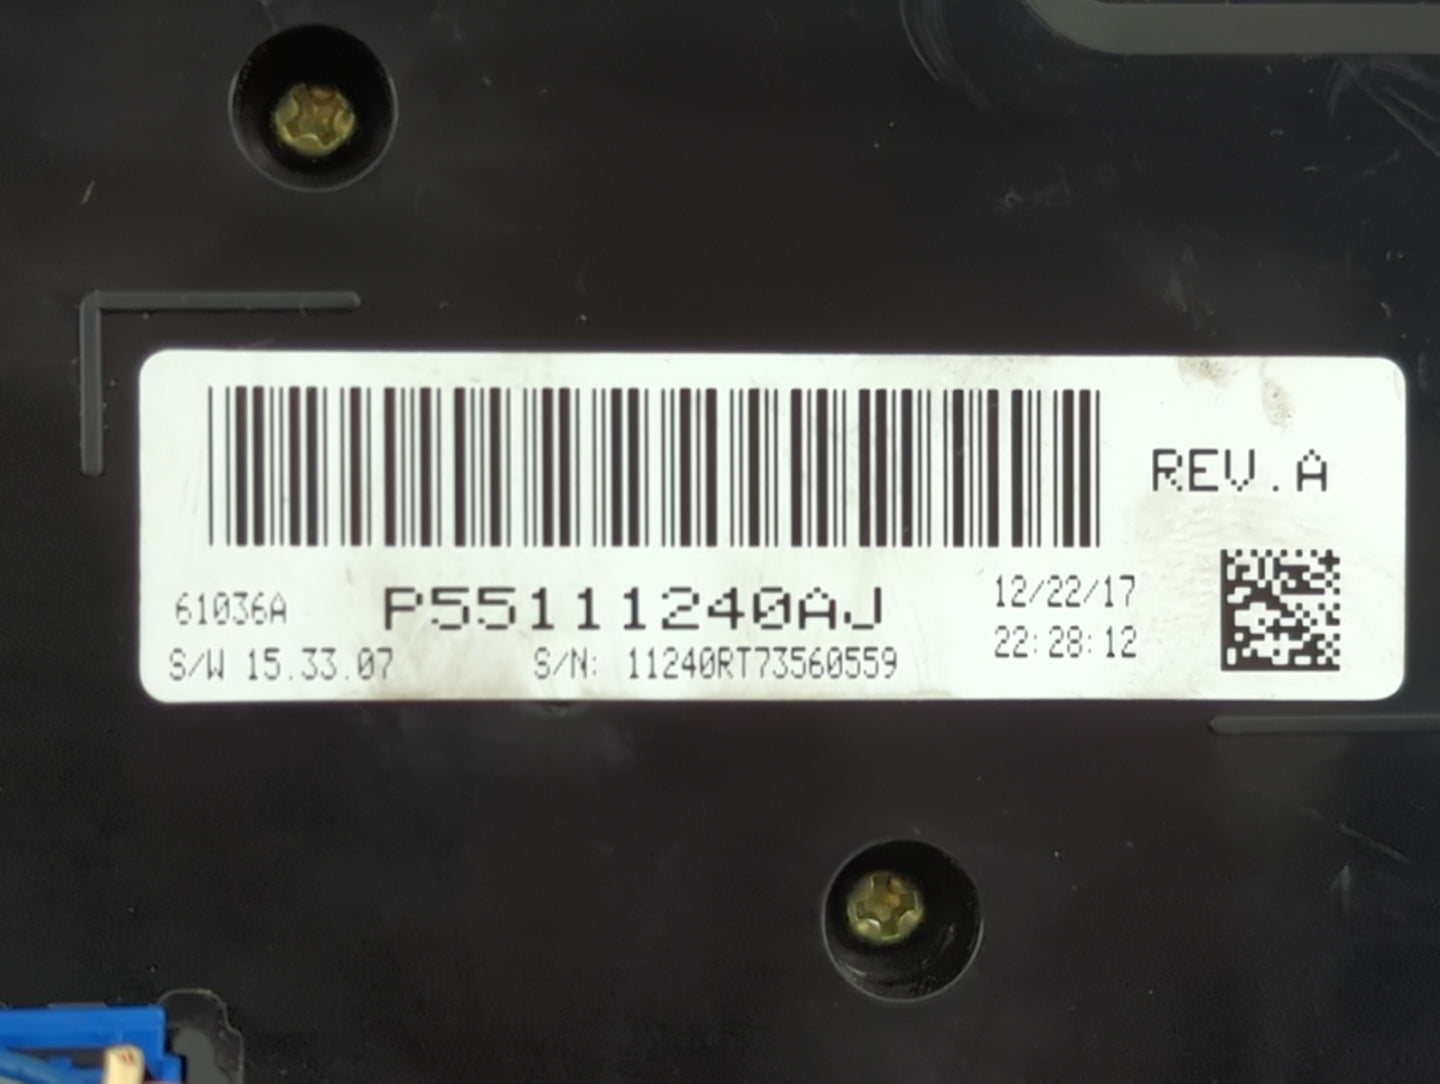 REV.A
61036A P55111240AJ 12/22/17
22:28:12
S/W 15.33.07 S/N: 11240RT73560559